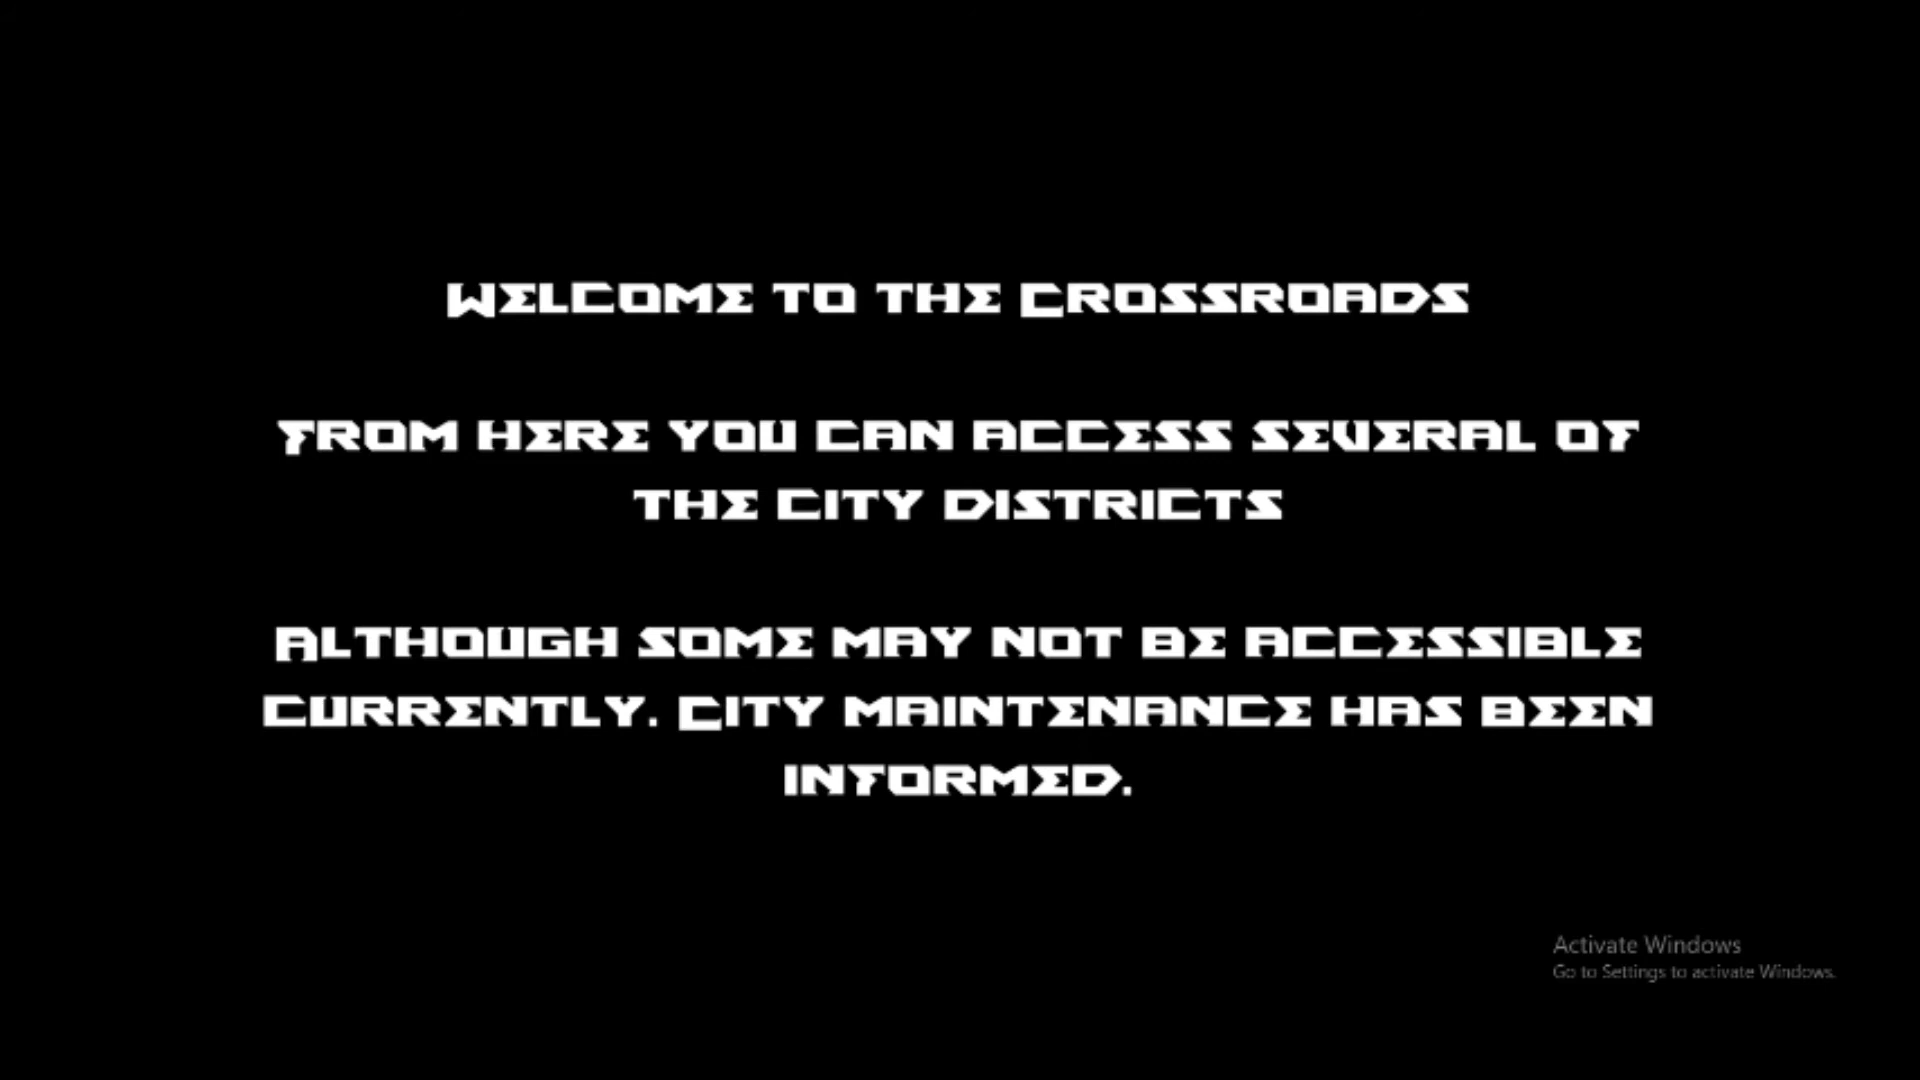 Welcome to the Crossroads
From here you can access several of
the city districts
Although some may not be accessible
currently. City maintenance has been
informed.
Activate Windows
Go to Settings to activate Windows.